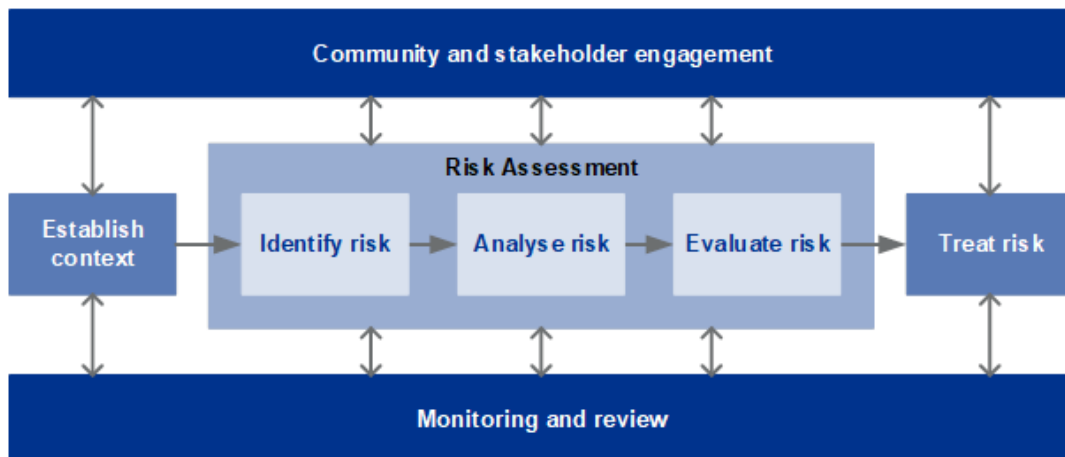 Community and stakeholder engagement
Risk Assessment
Establish
context
Identify risk
Analyse risk
Evaluate risk
Treat risk
Monitoring and review